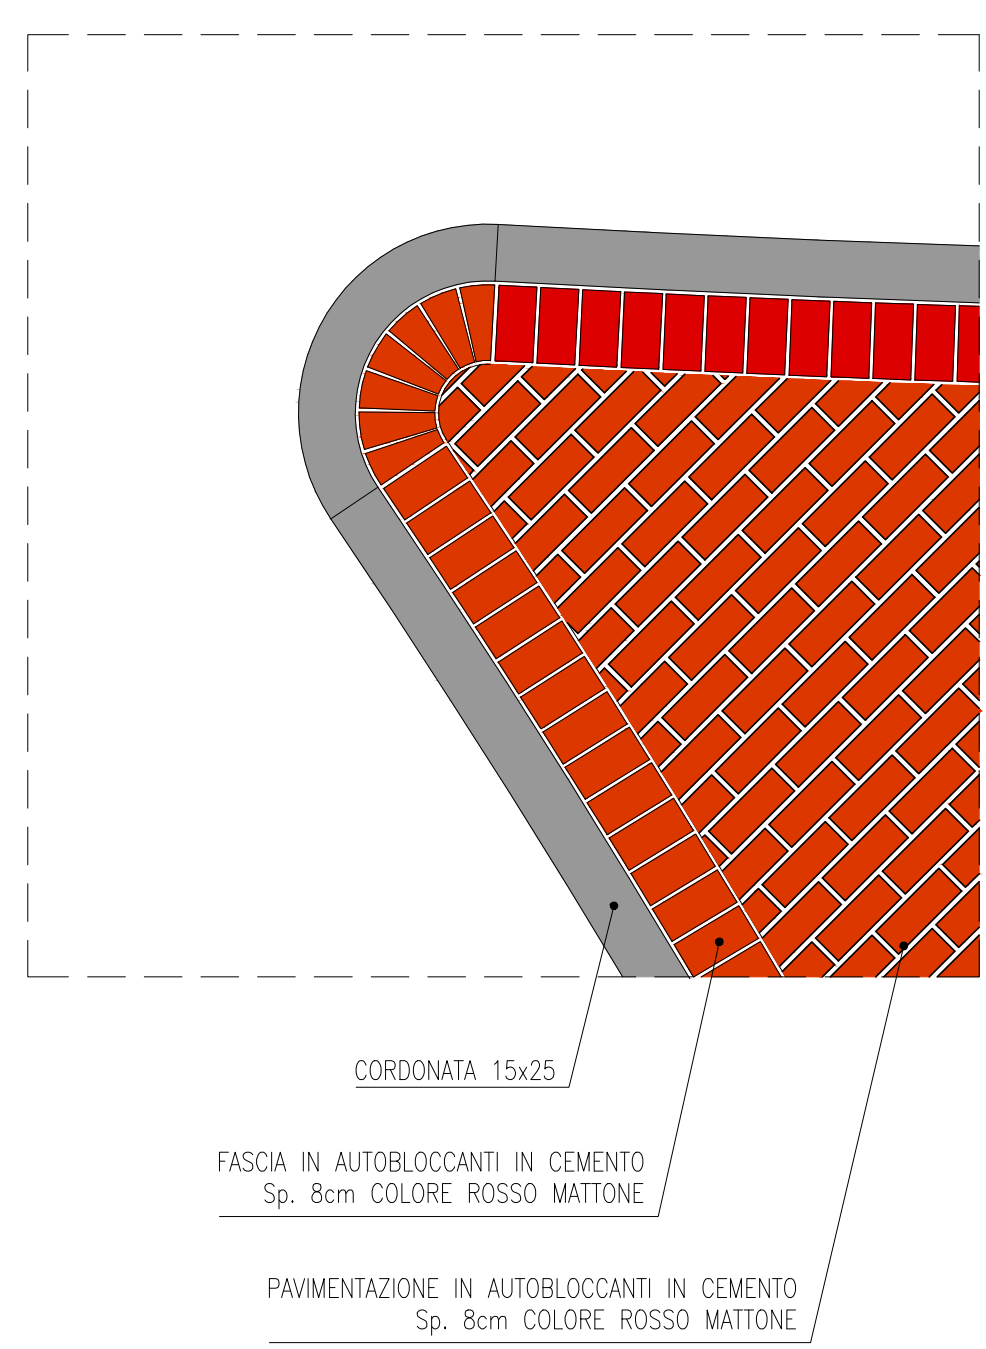 CORDONATA 15x25
FASCIA IN AUTOBLOCCANTI IN CEMENTO
Sp. 8cm COLORE ROSSO MATTONE
PAVIMENTAZIONE IN AUTOBLOCCANTI IN CEMENTO
Sp. 8cm COLORE ROSSO MATTONE